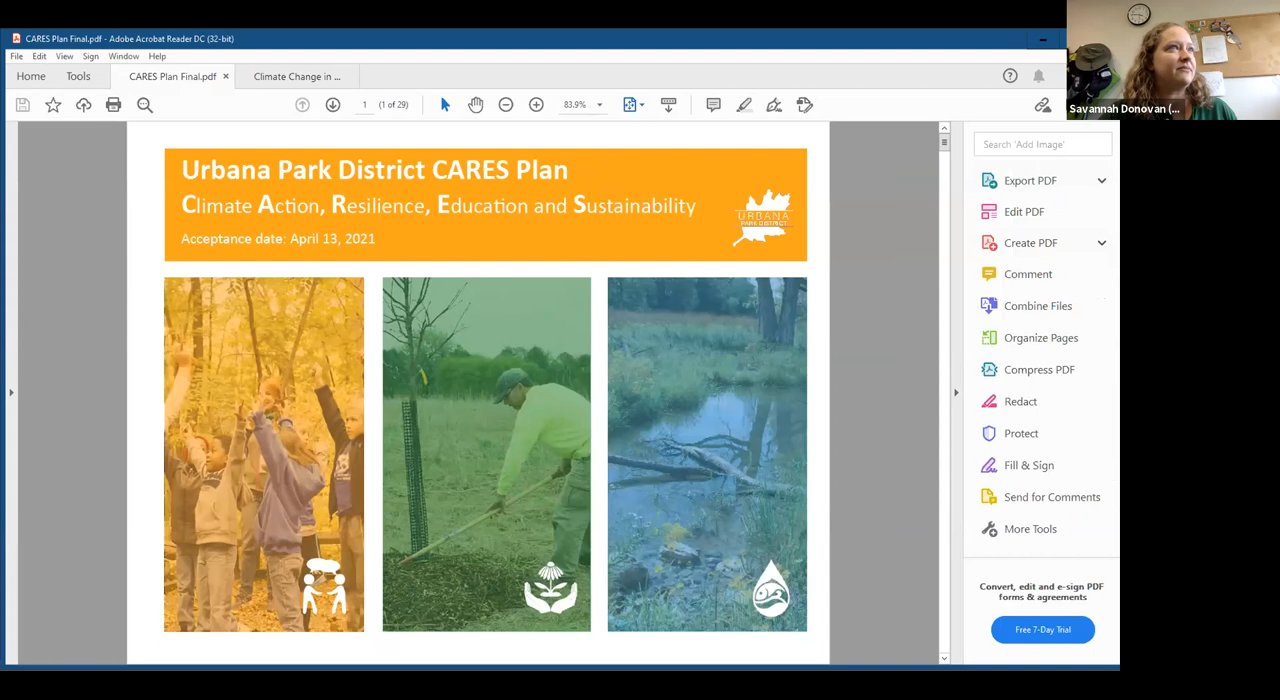 CARES Plan Final.pdf - Adobe Acrobat Reader DC (32-bit)
File Edit View Sign Window Help
Home Tools CARES Plan Final.pdf × Climate Change in ...
1 (1 of 29) 83.9%
Savannah Donovan (...
Urbana Park District CARES Plan
Climate Action, Resilience, Education and Sustainability
Acceptance date: April 13, 2021
URBANA
PARK DISTRICT
Search 'Add Image'
Export PDF
Edit PDF
Create PDF
Comment
Combine Files
Organize Pages
Compress PDF
Redact
Protect
Fill & Sign
Send for Comments
More Tools
Convert, edit and e-sign PDF
forms & agreements
Free 7-Day Trial